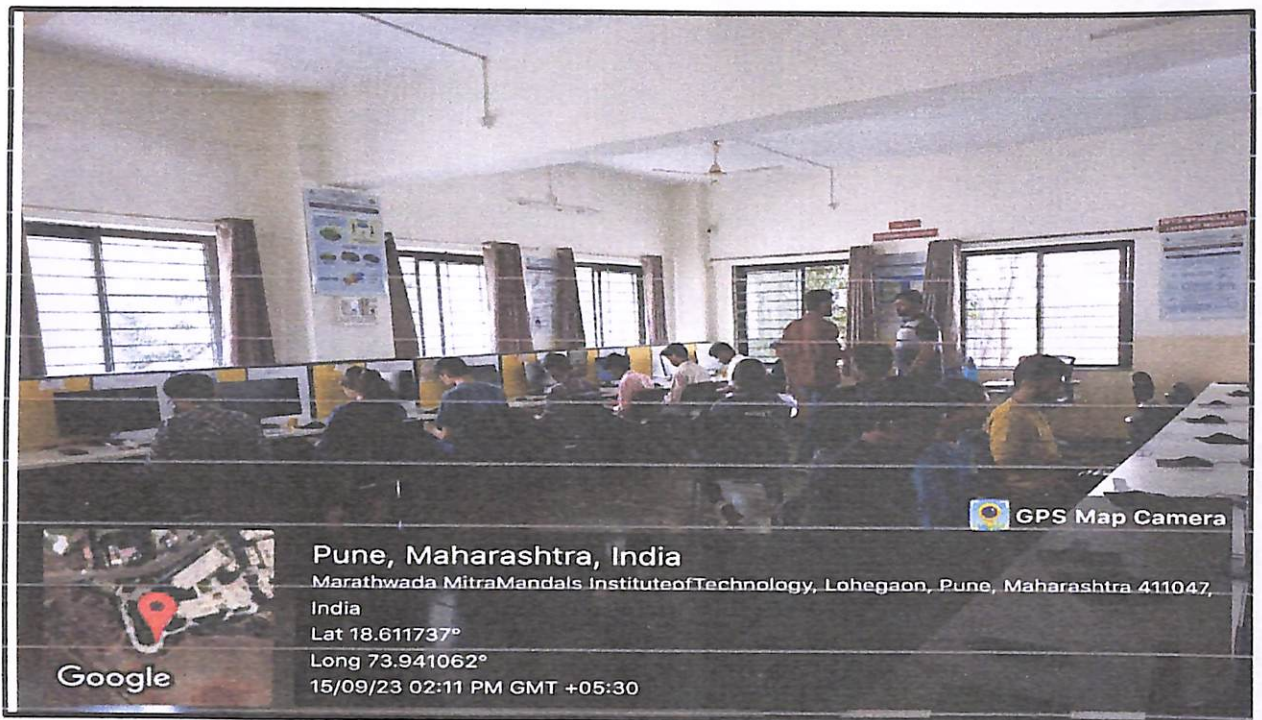 GPS Map Camera
Pune, Maharashtra, India
Marathwada MitraMandals InstituteofTechnology, Lohegaon, Pune, Maharashtra 411047,
India
Lat 18.611737°
Long 73.941062°
15/09/23 02:11 PM GMT +05:30
Google